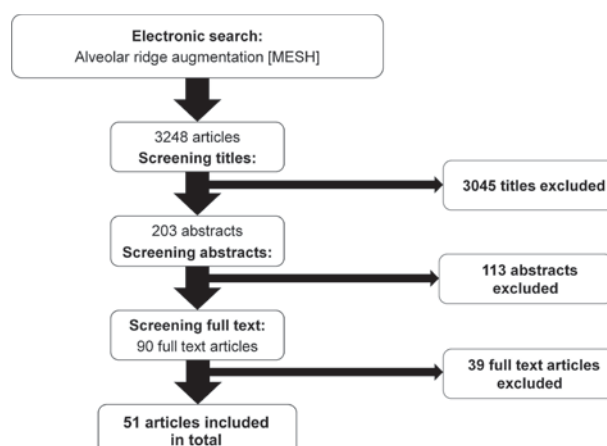 Electronic search:
Alveolar ridge augmentation [MESH]
3248 articles
Screening titles:
3045 titles excluded
203 abstracts
Screening abstracts:
113 abstracts
excluded
Screening full text:
90 full text articles
39 full text articles
excluded
51 articles included
in total